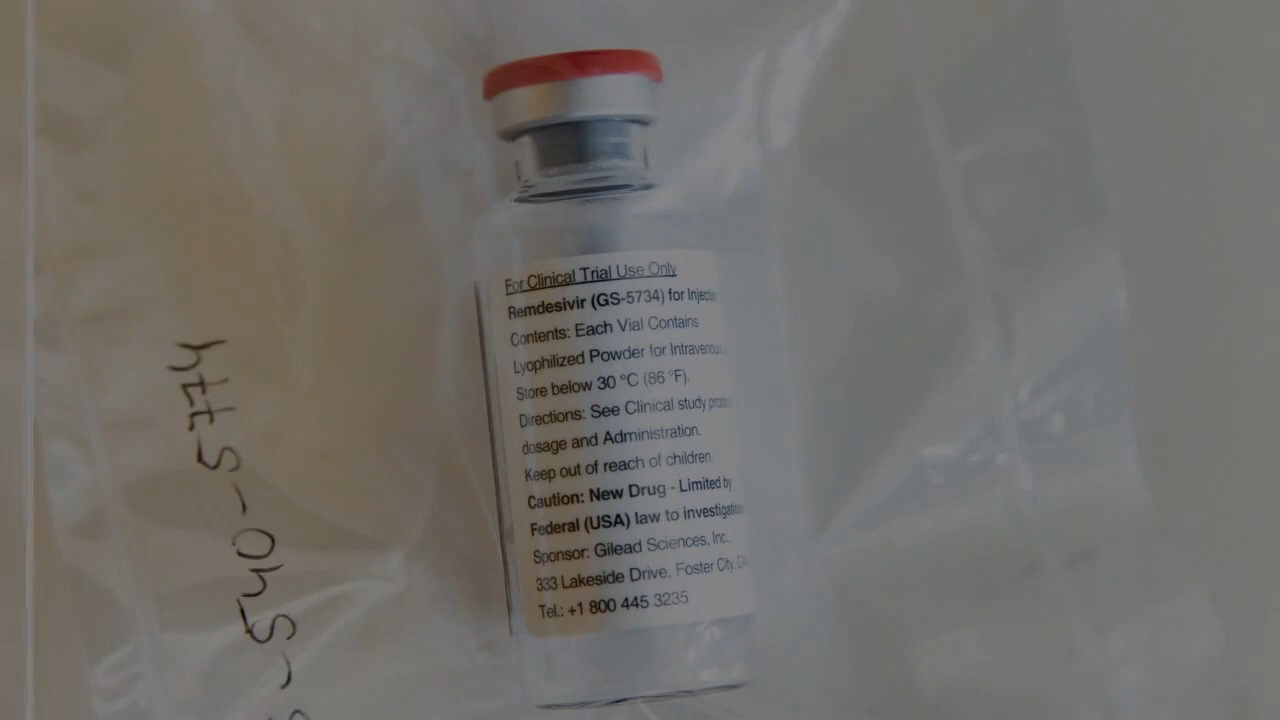 For Clinical Trial Use Only
Remdesivir (GS-5734) for
Contents: Each Vial Contains
Lyophilized Powder for
Store below 30 °C (86 °F).
Directions: See Clinical study
dosage and Administration.
Keep out of reach of children.
Caution: New Drug - Limited by
Federal (USA) law to
Sponsor: Gilead Sciences, Inc.
333 Lakeside Drive, Foster City,
Tel.: +1 800 445 3235
-540-5774